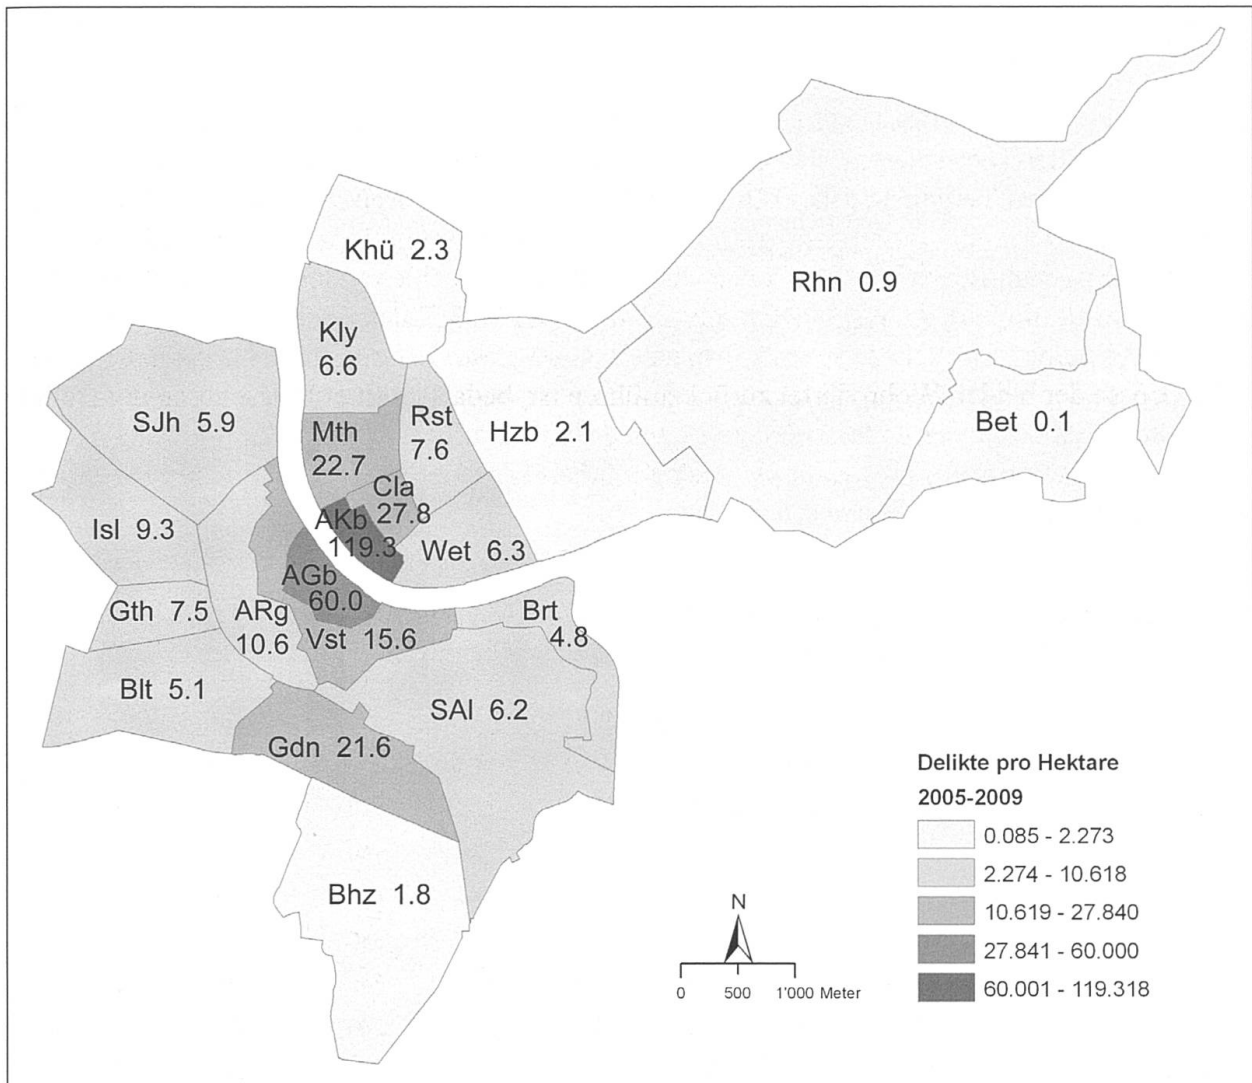 Khü 2.3
Rhn 0.9
Kly
6.6
SJh 5.9
Rst
7.6
Hzb 2.1
Bet 0.1
Mth
22.7
Cla
27.8
Isl 9.3
AKb
119.3
Wet 6.3
AGb
60.0
Gth 7.5
ARg
10.6
Vst 15.6
Brt
4.8
Blt 5.1
SAl 6.2
Gdn 21.6
Bhz 1.8
Delikte pro Hektare
2005-2009
0.085 - 2.273
2.274 - 10.618
10.619 - 27.840
27.841 - 60.000
60.001 - 119.318
N
0 500 1'000 Meter